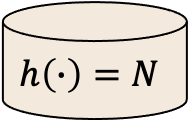 h(·) = N